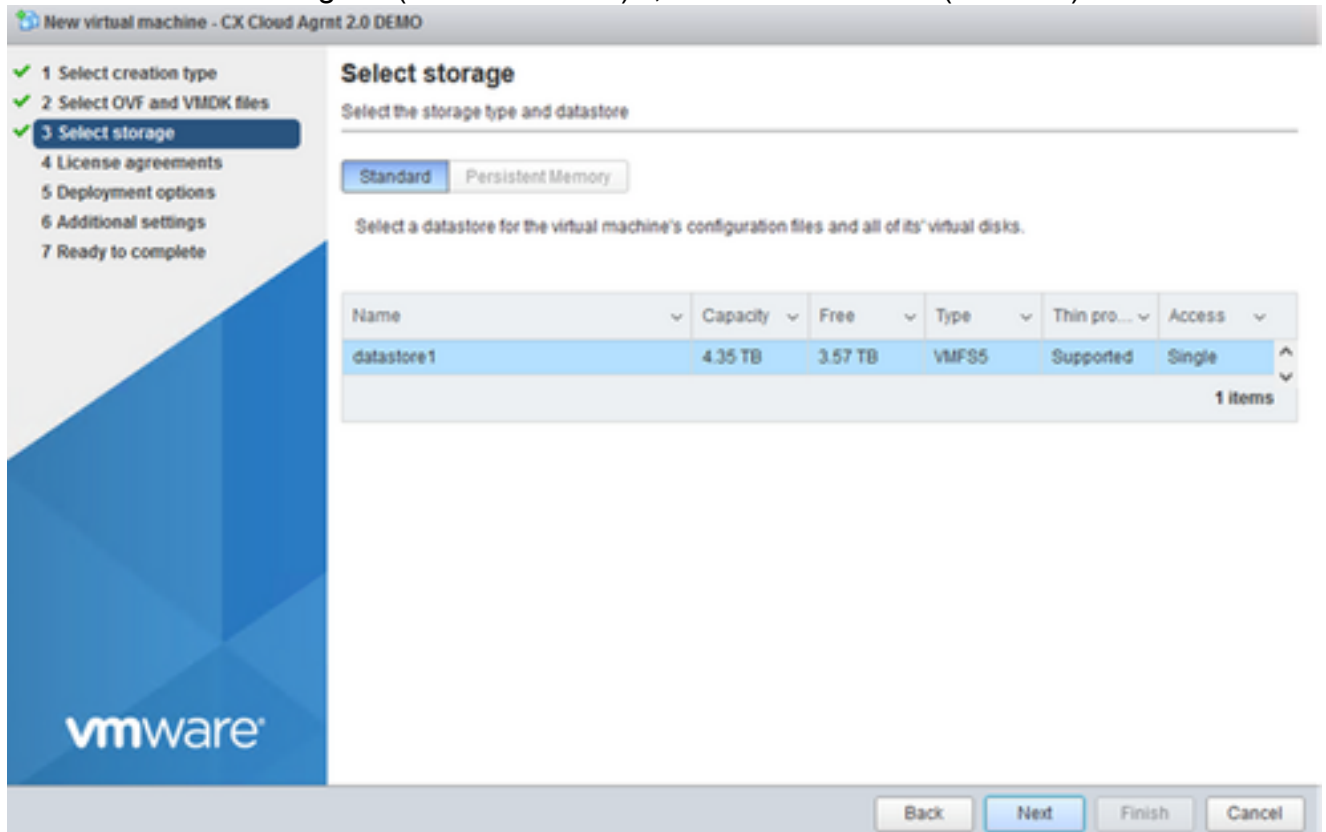 New virtual machine - CX Cloud Agrnt 2.0 DEMO
1 Select creation type
2 Select OVF and VMDK files
3 Select storage
4 License agreements
5 Deployment options
6 Additional settings
7 Ready to complete
Select storage
Select the storage type and datastore
Standard Persistent Memory
Select a datastore for the virtual machine's configuration files and all of its' virtual disks.
Name Capacity Free Type Thin pro... Access
datastore1 4.35 TB 3.57 TB VMFS5 Supported Single
1 items
vmware
Back Next Finish Cancel